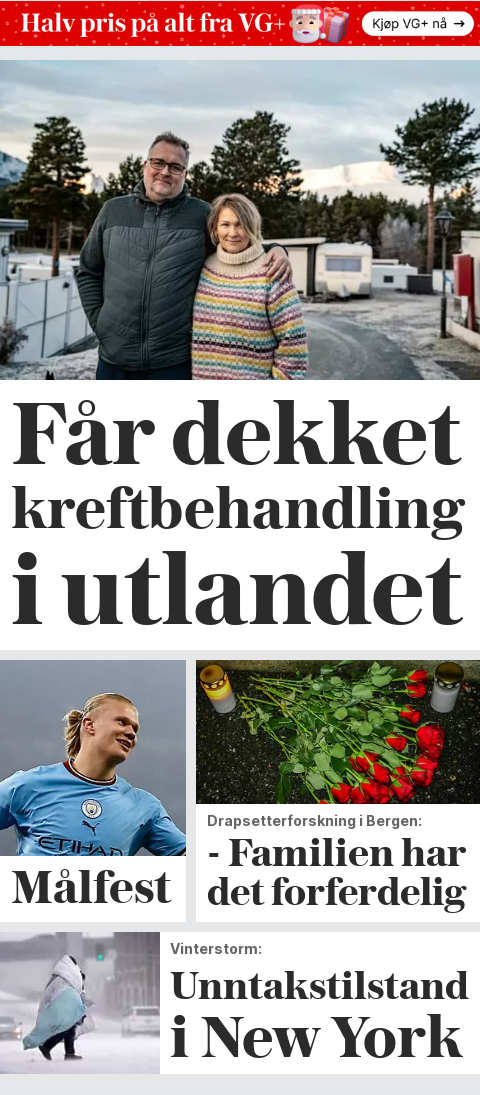 Halv pris på alt fra VG+
Kjøp VG+ nå →
Får dekket
kreftbehandling
i utlandet
ETIHAD
Målfest
Drapsetterforskning i Bergen:
- Familien har
det forferdelig
Vinterstorm:
Unntakstilstand
i New York